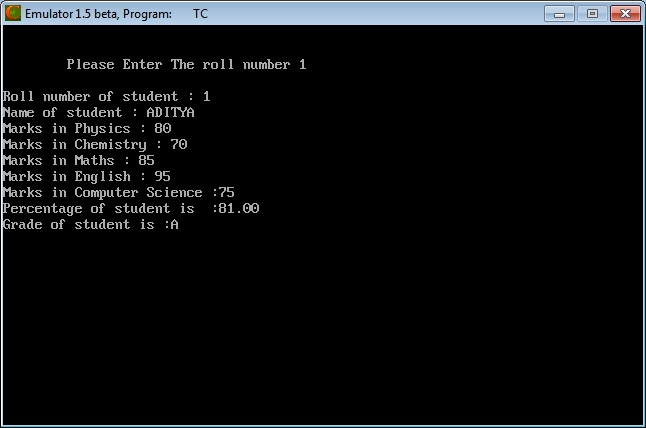 Emulator 1.5 beta, Program: TC
Please Enter The roll number 1
Roll number of student : 1
Name of student : ADITYA
Marks in Physics : 80
Marks in Chemistry : 70
Marks in Maths : 85
Marks in English : 95
Marks in Computer Science :75
Percentage of student is  :81.00
Grade of student is :A